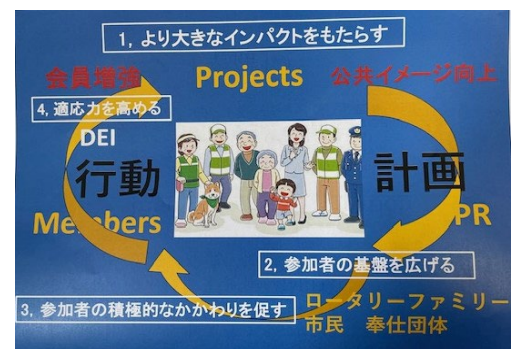 1, より大きなインパクトをもたらす
会員増強
Projects
公共イメージ向上
4, 適応力を高める
DEI
行動
計画
Members
PR
2, 参加者の基盤を広げる
3, 参加者の積極的なかかわりを促す
ロータリーファミリー
市民　奉仕団体